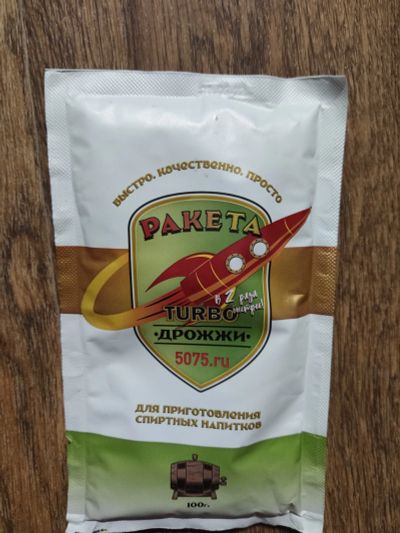 БЫСТРО, КАЧЕСТВЕННО, ПРОСТО
РАКЕТА
в 2 раза
быстрее!
TURBO
•ДРОЖЖИ•
5075.ru
ДЛЯ ПРИГОТОВЛЕНИЯ
СПИРТНЫХ НАПИТКОВ
100г.